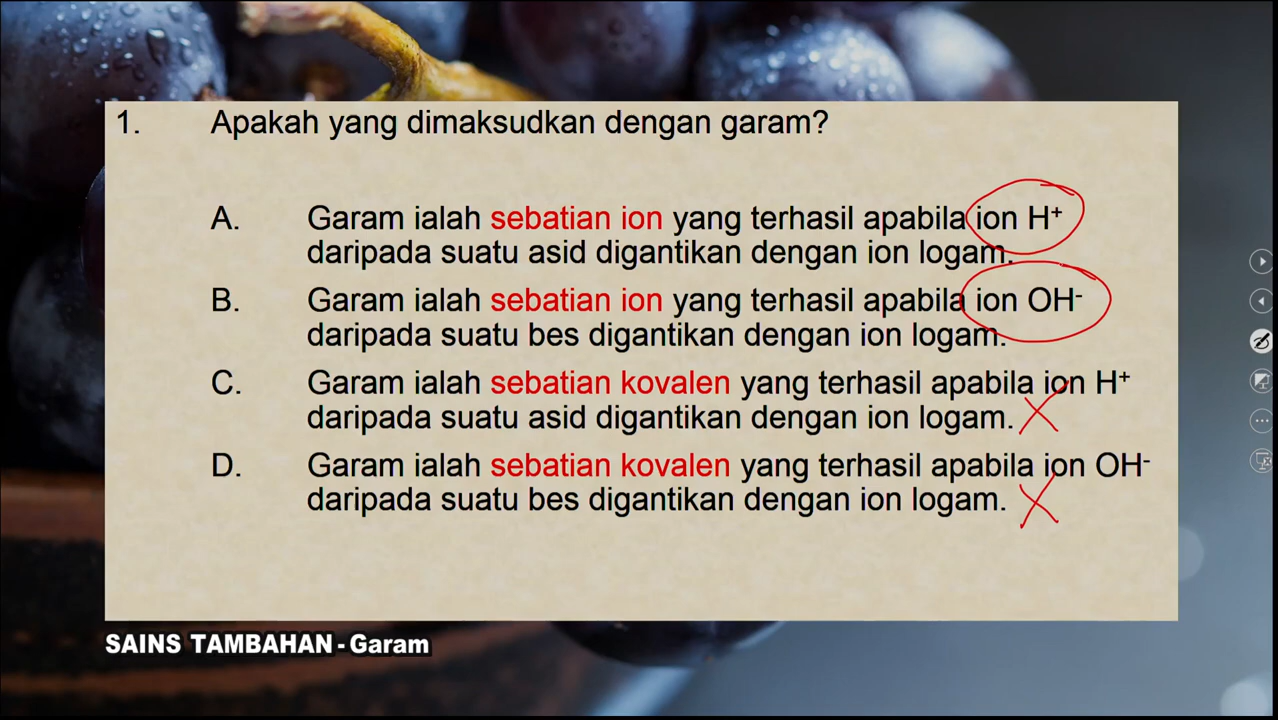 1. Apakah yang dimaksudkan dengan garam?
A. Garam ialah sebatian ion yang terhasil apabila ion H⁺
daripada suatu asid digantikan dengan ion logam.
B. Garam ialah sebatian ion yang terhasil apabila ion OH⁻
daripada suatu bes digantikan dengan ion logam.
C. Garam ialah sebatian kovalen yang terhasil apabila ion H⁺
daripada suatu asid digantikan dengan ion logam.
D. Garam ialah sebatian kovalen yang terhasil apabila ion OH⁻
daripada suatu bes digantikan dengan ion logam.
SAINS TAMBAHAN - Garam